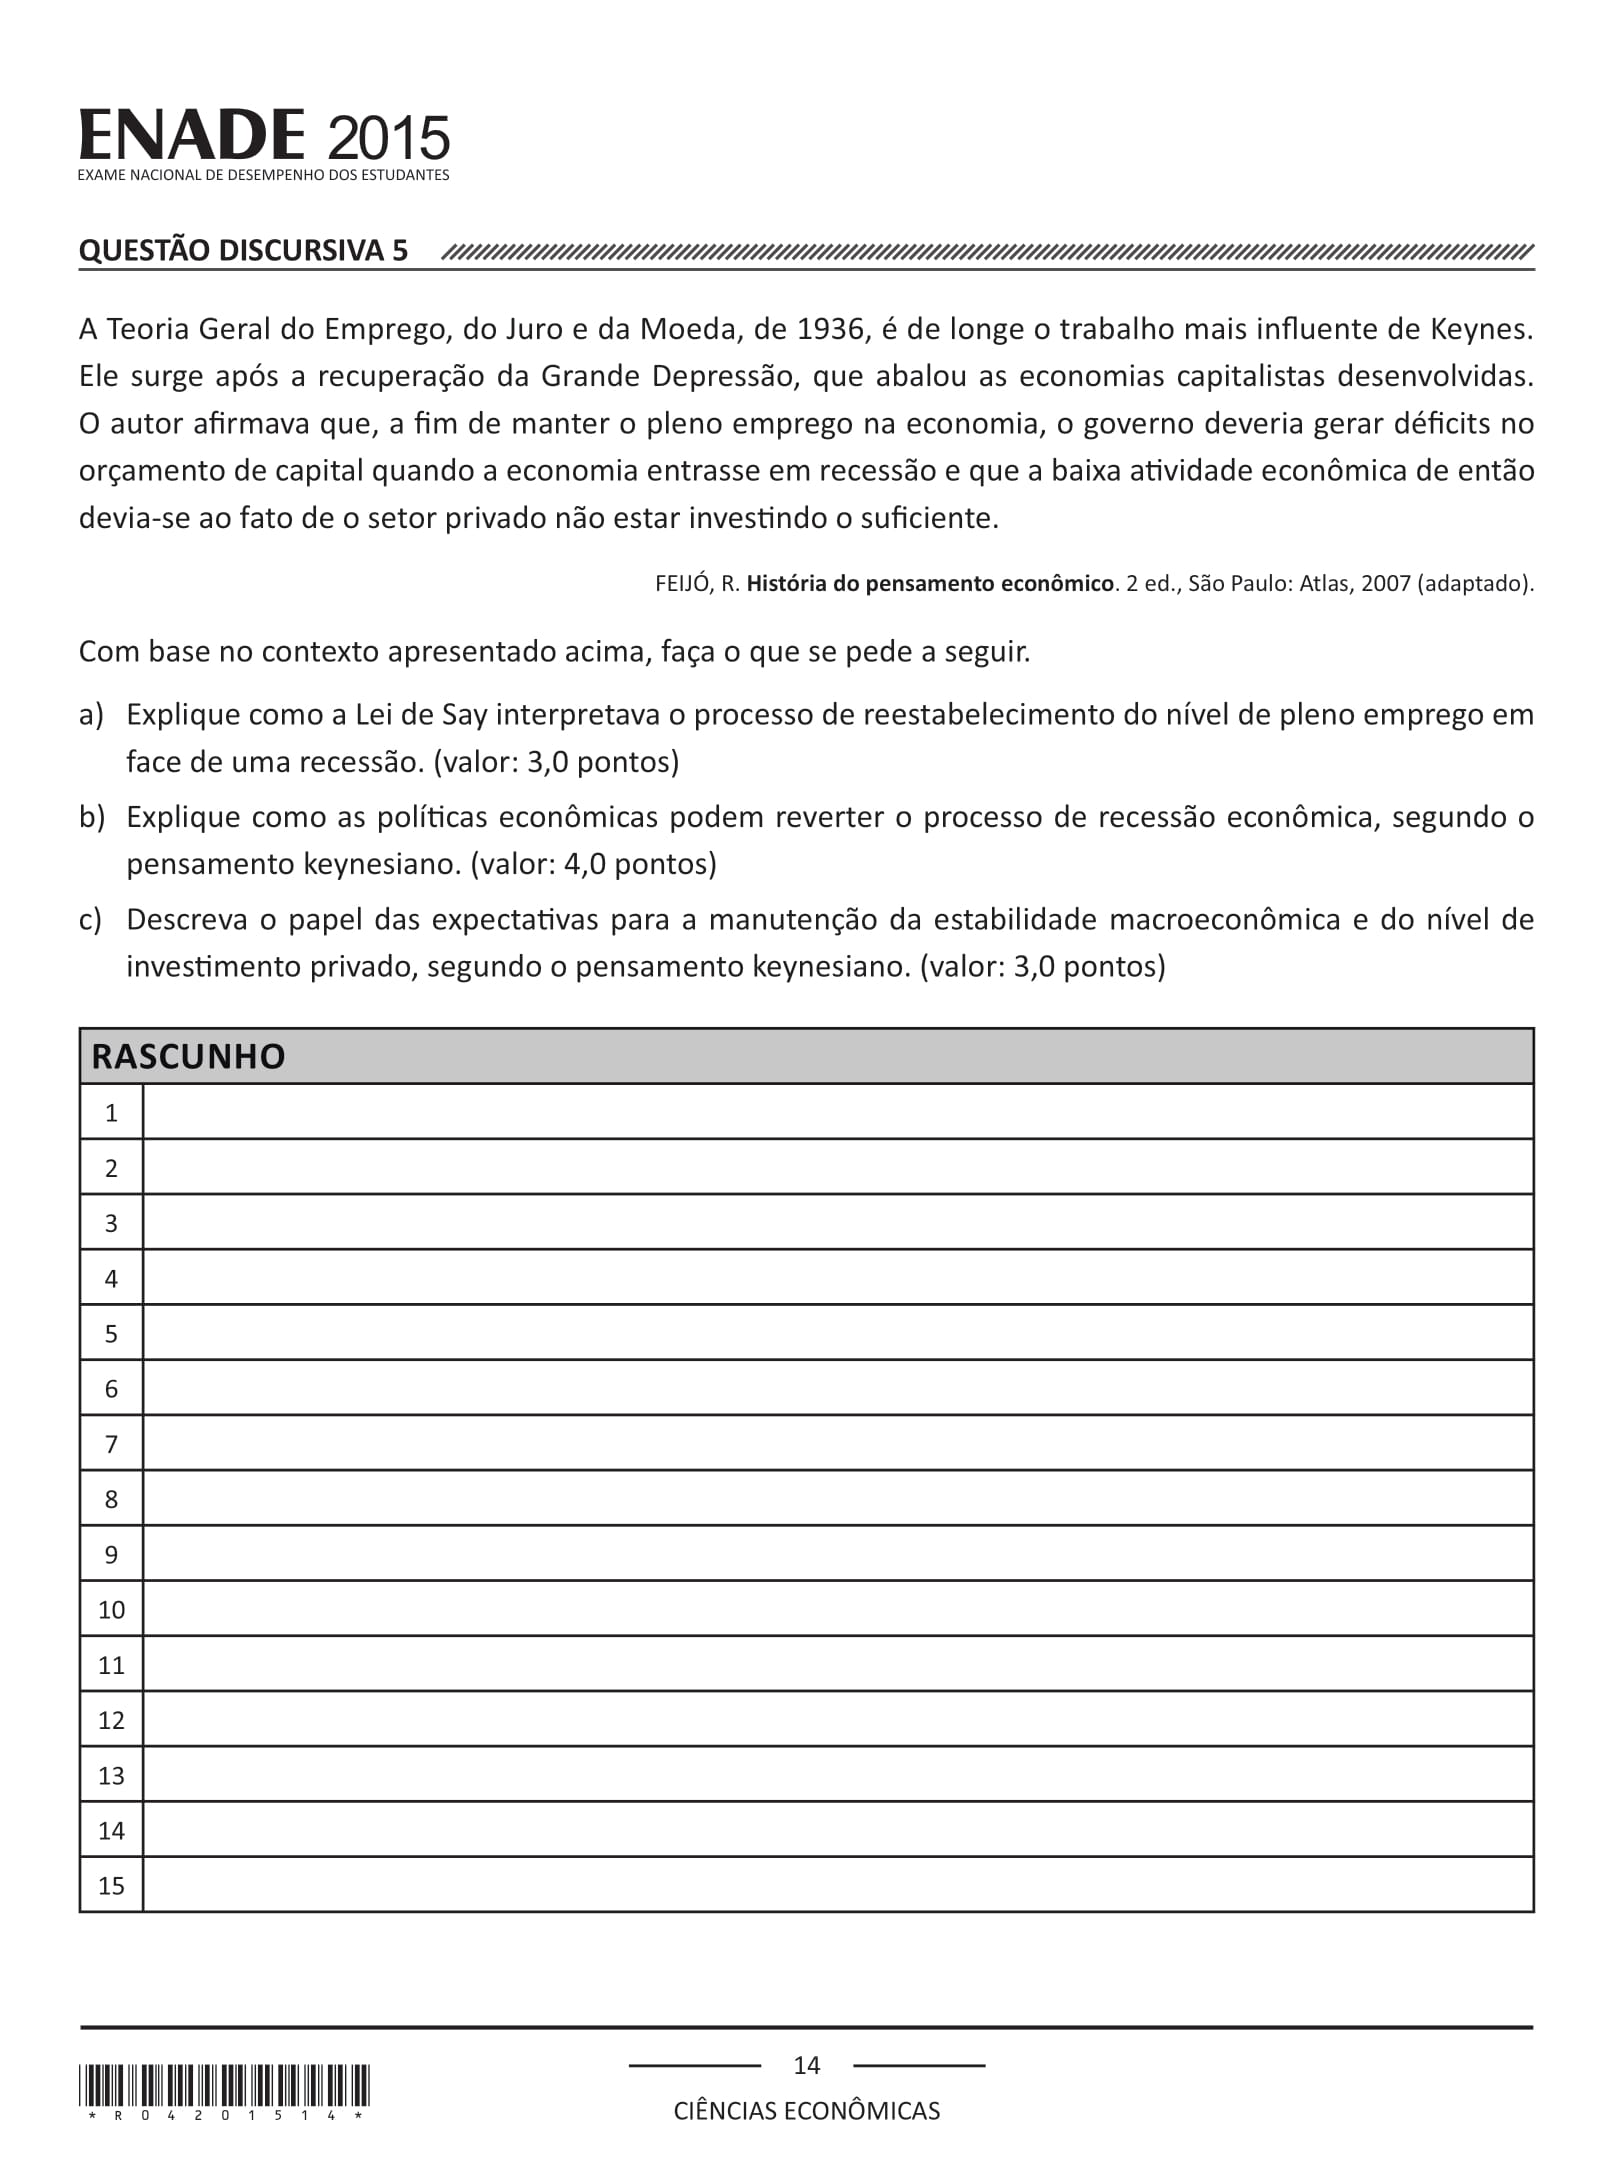 ENADE 2015
EXAME NACIONAL DE DESEMPENHO DOS ESTUDANTES
QUESTÃO DISCURSIVA 5
A Teoria Geral do Emprego, do Juro e da Moeda, de 1936, é de longe o trabalho mais influente de Keynes.
Ele surge após a recuperação da Grande Depressão, que abalou as economias capitalistas desenvolvidas.
O autor afirmava que, a fim de manter o pleno emprego na economia, o governo deveria gerar déficits no
orçamento de capital quando a economia entrasse em recessão e que a baixa atividade econômica de então
devia-se ao fato de o setor privado não estar investindo o suficiente.
FEIJÓ, R. História do pensamento econômico. 2 ed., São Paulo: Atlas, 2007 (adaptado).
Com base no contexto apresentado acima, faça o que se pede a seguir.
a) Explique como a Lei de Say interpretava o processo de reestabelecimento do nível de pleno emprego em
face de uma recessão. (valor: 3,0 pontos)
b) Explique como as políticas econômicas podem reverter o processo de recessão econômica, segundo o
pensamento keynesiano. (valor: 4,0 pontos)
c) Descreva o papel das expectativas para a manutenção da estabilidade macroeconômica e do nível de
investimento privado, segundo o pensamento keynesiano. (valor: 3,0 pontos)
RASCUNHO
1
2
3
4
5
6
7
8
9
10
11
12
13
14
15
14
CIÊNCIAS ECONÔMICAS
* R 0 4 2 0 1 5 1 4 *